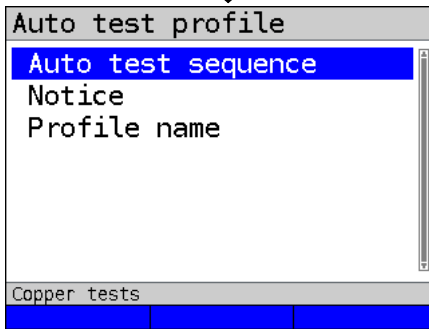 Auto test profile
Auto test sequence
Notice
Profile name
Copper tests